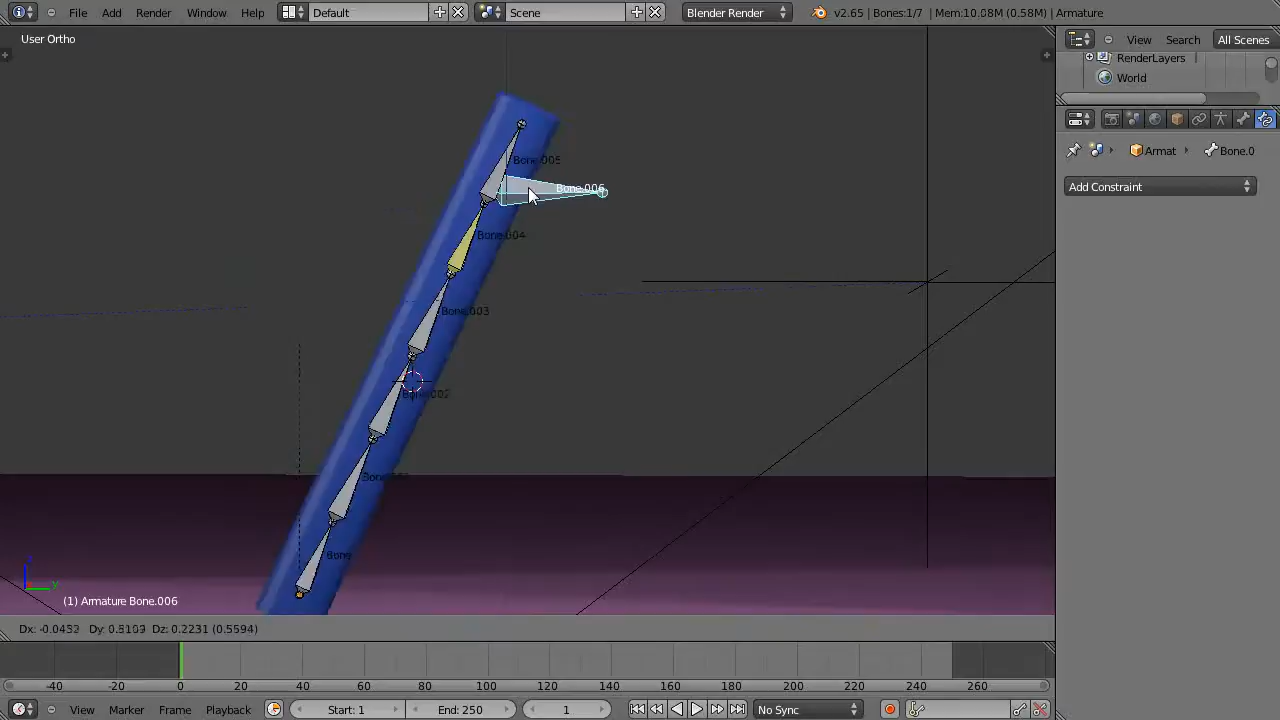 File Add Render Window Help Default Scene Blender Render v2.65 | Bones:1/7 | Mem:10.08M (0.58M) | Armature
User Ortho
View Search All Scenes
RenderLayers
World
Armat Bone.0
Add Constraint
Bone.005
Bone.006
Bone.004
Bone.003
Bone.002
Bone
(1) Armature Bone.006
Dx: -0.0432 Dy: 0.5103 Dz: 0.2231 (0.5594)
-40 -20 0 20 40 60 80 100 120 140 160 180 200 220 240 260
View Marker Frame Playback Start: 1 End: 250 1 No Sync